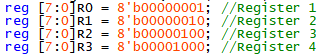 reg [7:0]R0 = 8'b00000001; //Register 1
reg [7:0]R1 = 8'b00000010; //Register 2
reg [7:0]R2 = 8'b00000100; //Register 3
reg [7:0]R3 = 8'b00001000; //Register 4